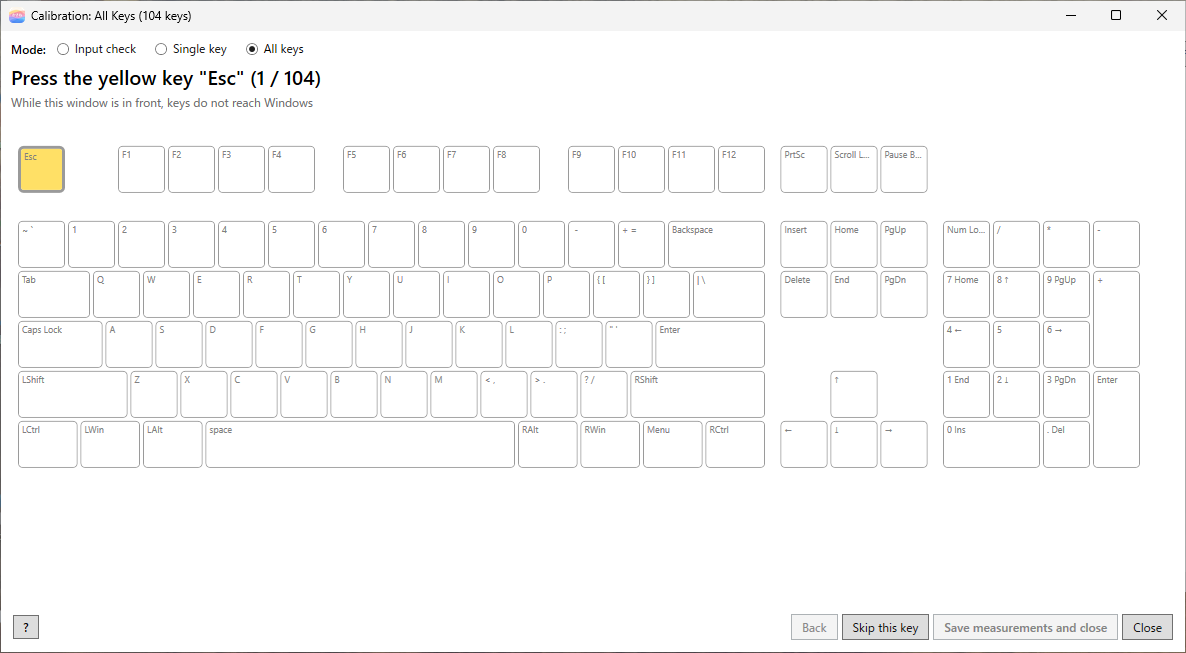 Calibration: All Keys (104 keys)
Mode: Input check Single key All keys
Press the yellow key "Esc" (1 / 104)
While this window is in front, keys do not reach Windows
Esc F1 F2 F3 F4 F5 F6 F7 F8 F9 F10 F11 F12 PrtSc Scroll L... Pause B...
~ ` 1 2 3 4 5 6 7 8 9 0 - + = Backspace Insert Home PgUp Num Lo... / * -
Tab Q W E R T Y U I O P { [ } ] | \ Delete End PgDn 7 Home 8 ↑ 9 PgUp +
Caps Lock A S D F G H J K L : ; " ' Enter 4 ← 5 6 →
LShift Z X C V B N M < , > . ? / RShift ↑ 1 End 2 ↓ 3 PgDn Enter
LCtrl LWin LAlt space RAlt RWin Menu RCtrl ← ↓ → 0 Ins . Del
? Back Skip this key Save measurements and close Close